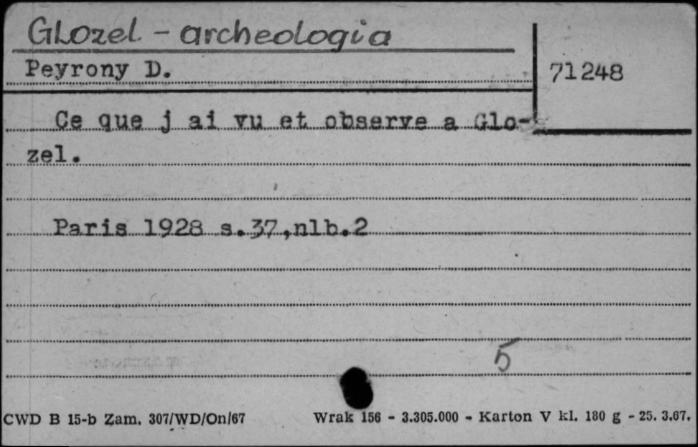 Glozel - archeologia
Peyrony D.
71248
Ce que j ai vu et observe a Glo-
zel.
Paris 1928 s.37,nlb.2
5
CWD B 15-b Zam. 307/WD/On/67 Wrak 156 - 3.305.000 - Karton V kl. 180 g - 25. 3.67.